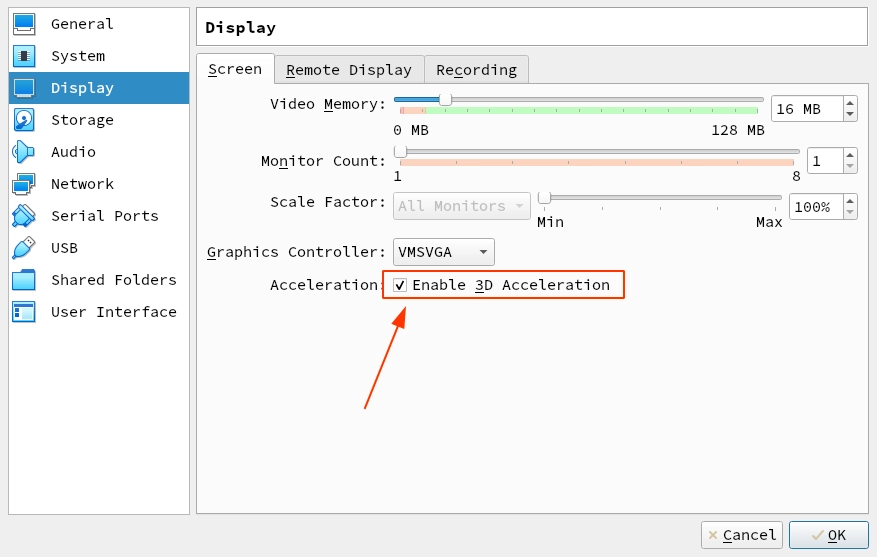 General
System
Display
Storage
Audio
Network
Serial Ports
USB
Shared Folders
User Interface
Display
Screen Remote Display Recording
Video Memory: 16 MB
0 MB 128 MB
Monitor Count: 1
1 8
Scale Factor: All Monitors 100%
Min Max
Graphics Controller: VMSVGA
Acceleration: Enable 3D Acceleration
Cancel OK